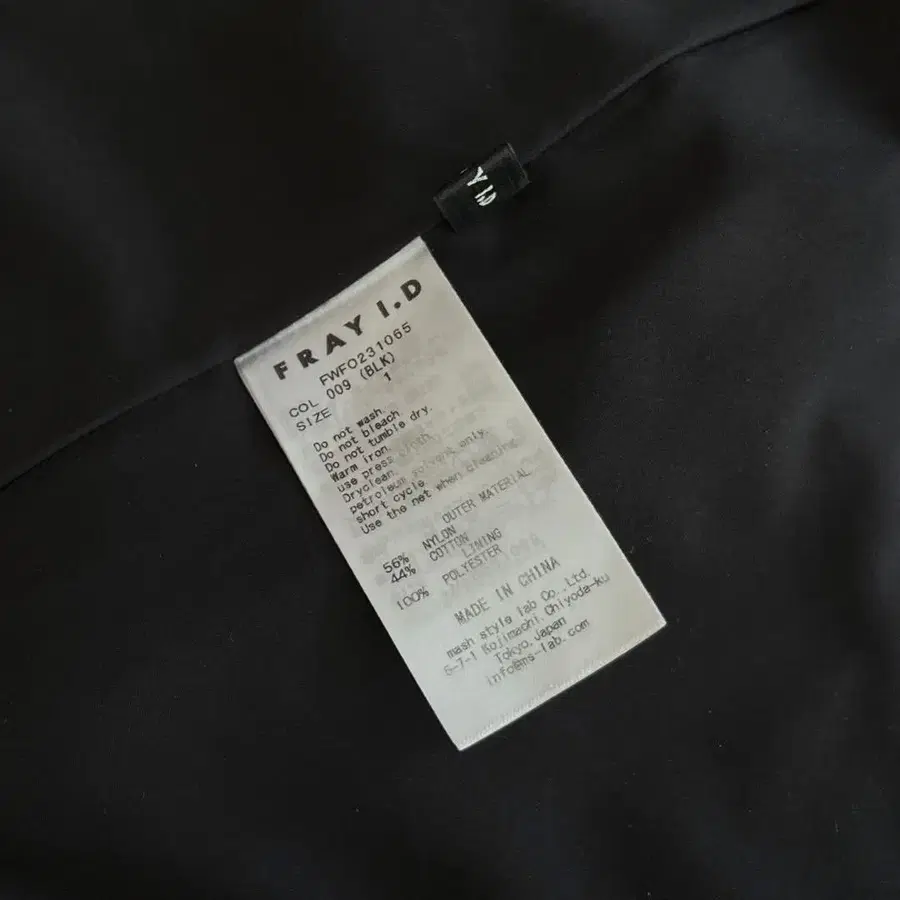 Y I.D
FRAY I.D
FWFO231065
COL 009 (BLK)
SIZE 1
Do not wash.
Do not bleach.
Do not tumble dry.
Warm iron.
use press cloth.
Dryclean.
petroleum solvent only.
short cycle
Use the net when cleaning.
OUTER MATERIAL
56% NYLON
44% COTTON
LINING
100% POLYESTER
MADE IN CHINA
mash style lab Co., Ltd.
5-7-1 Kojimachi, Chiyoda-ku
Tokyo, Japan
info@ms-lab.com